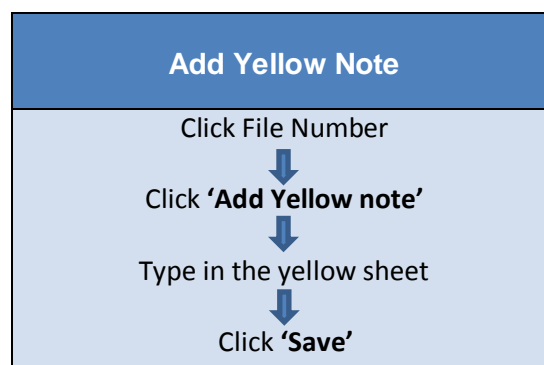 Add Yellow Note
Click File Number
Click ‘Add Yellow note’
Type in the yellow sheet
Click ‘Save’